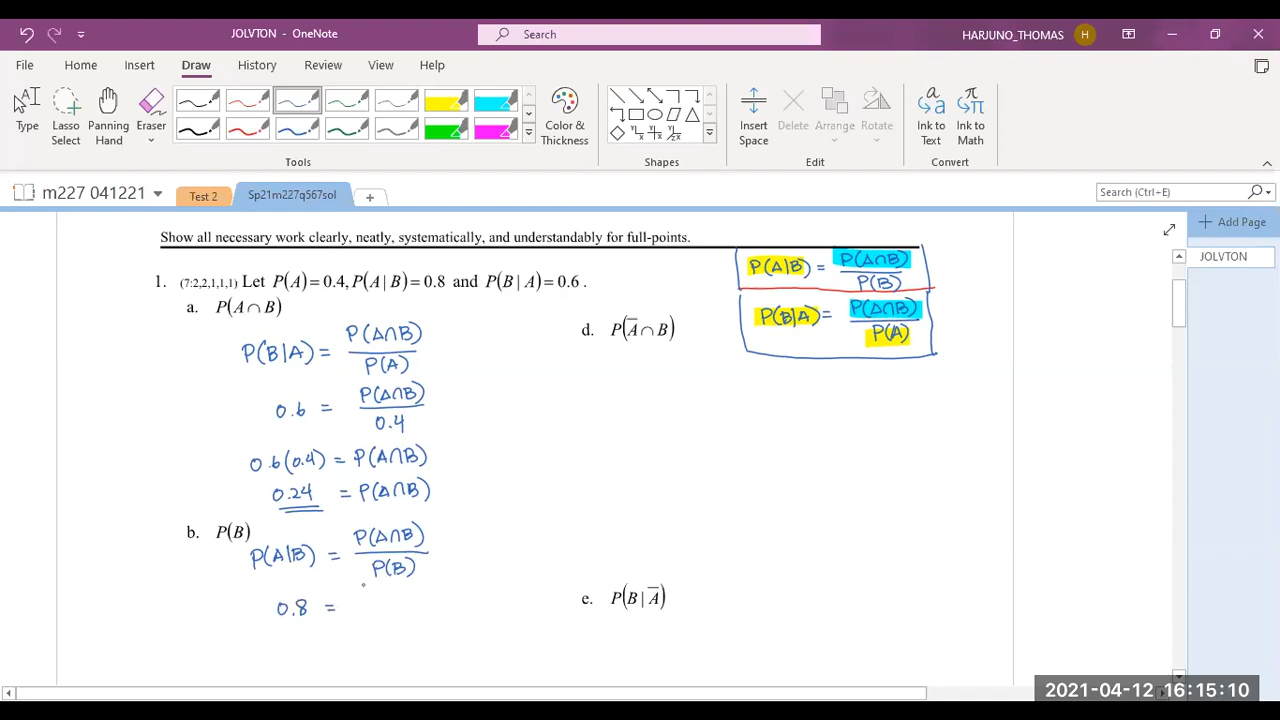 JOLVTON - OneNote
Search
HARJUNO_THOMAS
H
File Home Insert Draw History Review View Help
Type
Lasso Select
Panning Hand
Eraser
Color & Thickness
Insert Space
Delete
Arrange
Rotate
Ink to Text
Ink to Math
Tools
Shapes
Edit
Convert
m227 041221
Test 2
Sp21m227q567sol
Search (Ctrl+E)
Add Page
JOLVTON
Show all necessary work clearly, neatly, systematically, and understandably for full-points.
P(A|B) = P(A∩B) / P(B)
P(B|A) = P(A∩B) / P(A)
1. (7:2,2,1,1,1) Let P(A) = 0.4, P(A | B) = 0.8 and P(B | A) = 0.6 .
a. P(A ∩ B)
P(B|A) = P(A∩B) / P(A)
0.6 = P(A∩B) / 0.4
0.6(0.4) = P(A∩B)
0.24 = P(A∩B)
b. P(B)
P(A|B) = P(A∩B) / P(B)
0.8 =
d. P(A̅ ∩ B)
e. P(B | A̅)
2021-04-12 16:15:10